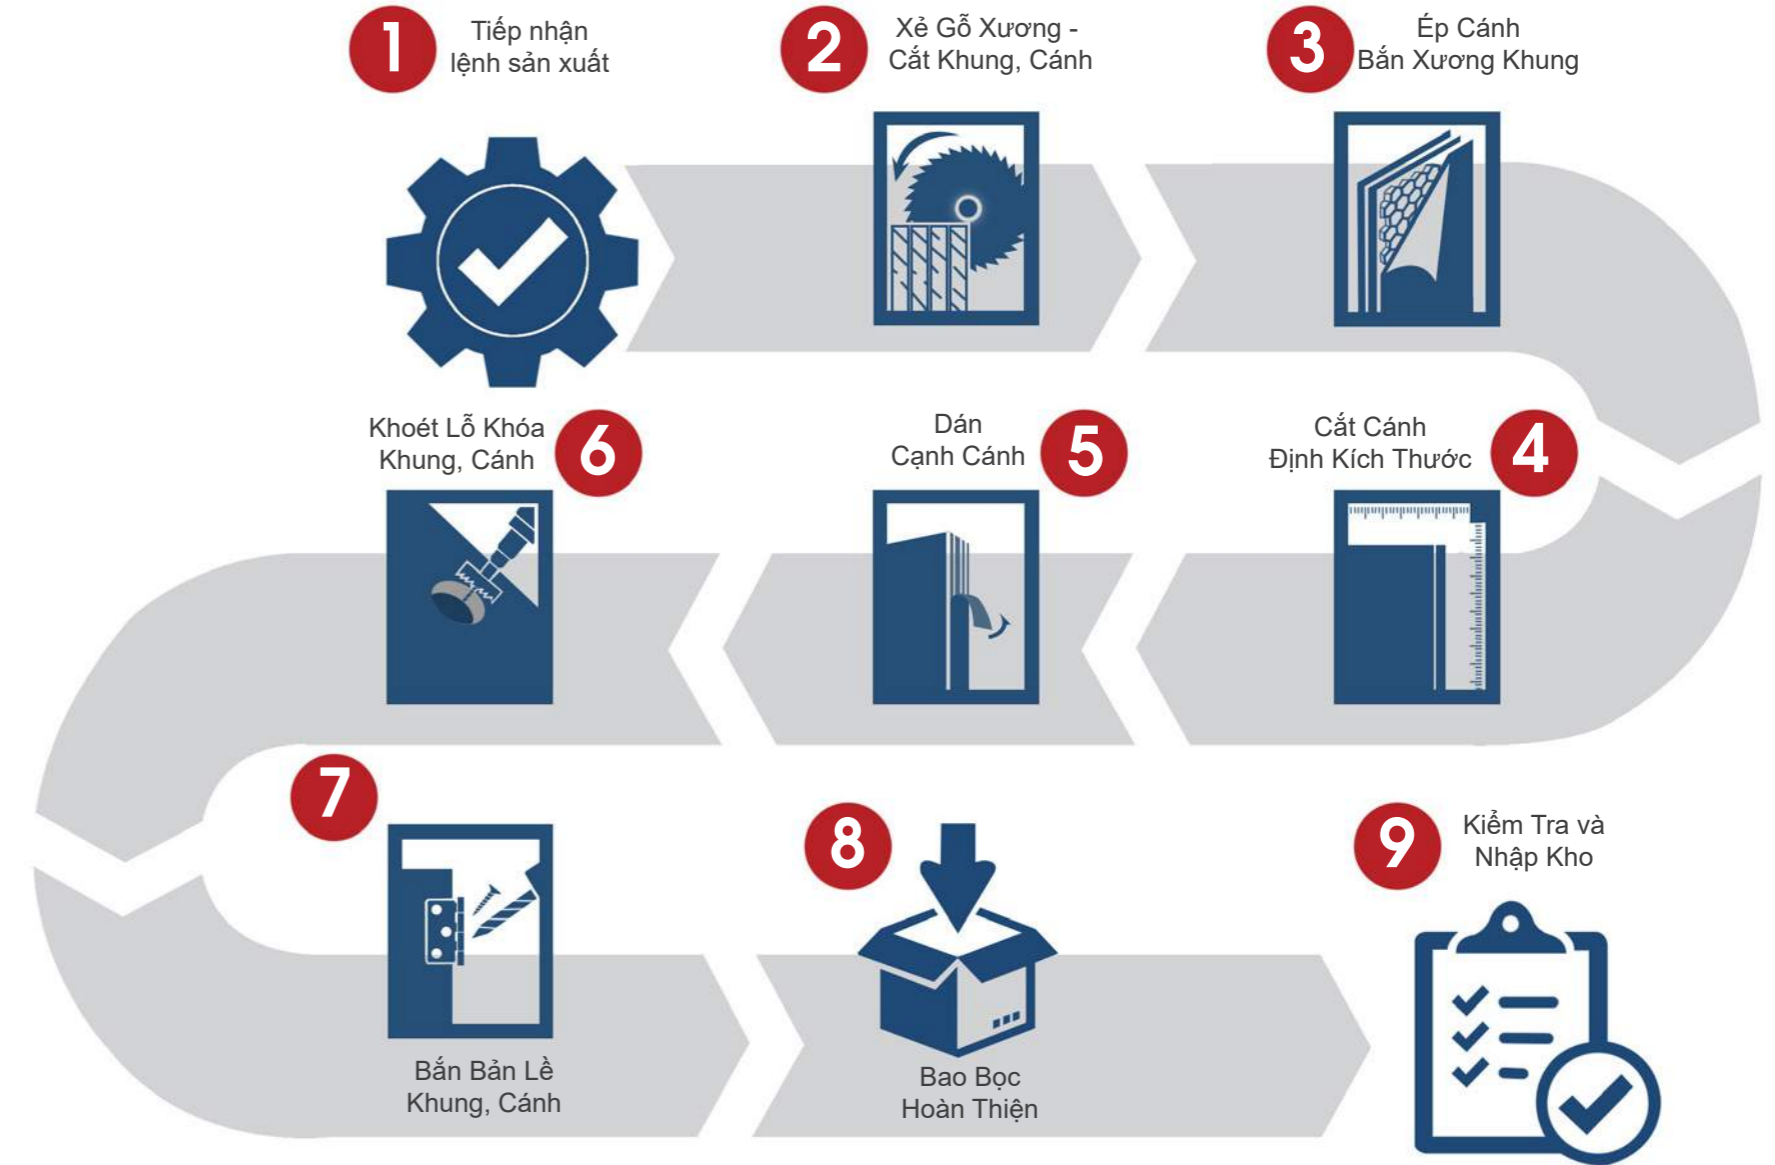 1
Tiếp nhận
lệnh sản xuất
2
Xẻ Gỗ Xương -
Cắt Khung, Cánh
3
Ép Cánh
Bắn Xương Khung
4
Cắt Cánh
Định Kích Thước
5
Dán
Cạnh Cánh
6
Khoét Lỗ Khóa
Khung, Cánh
7
Bắn Bản Lề
Khung, Cánh
8
Bao Bọc
Hoàn Thiện
9
Kiểm Tra và
Nhập Kho